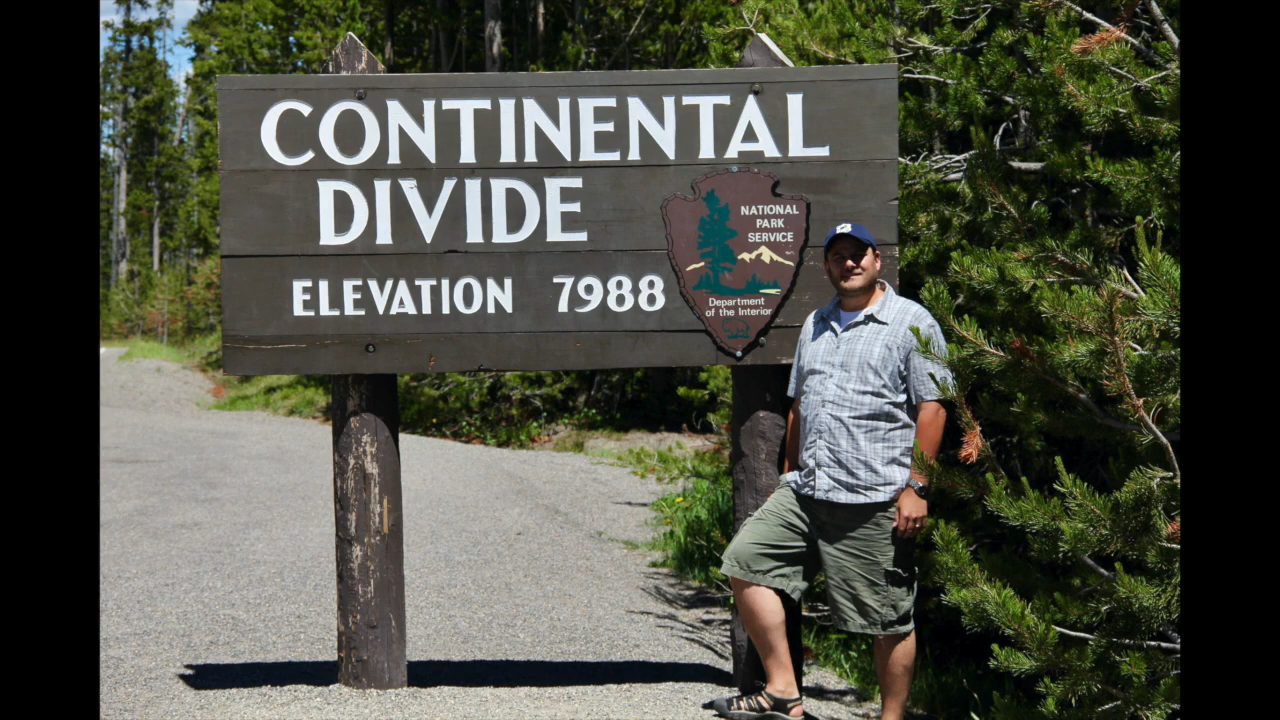 CONTINENTAL
DIVIDE
ELEVATION 7988
NATIONAL
PARK
SERVICE
Department
of the Interior